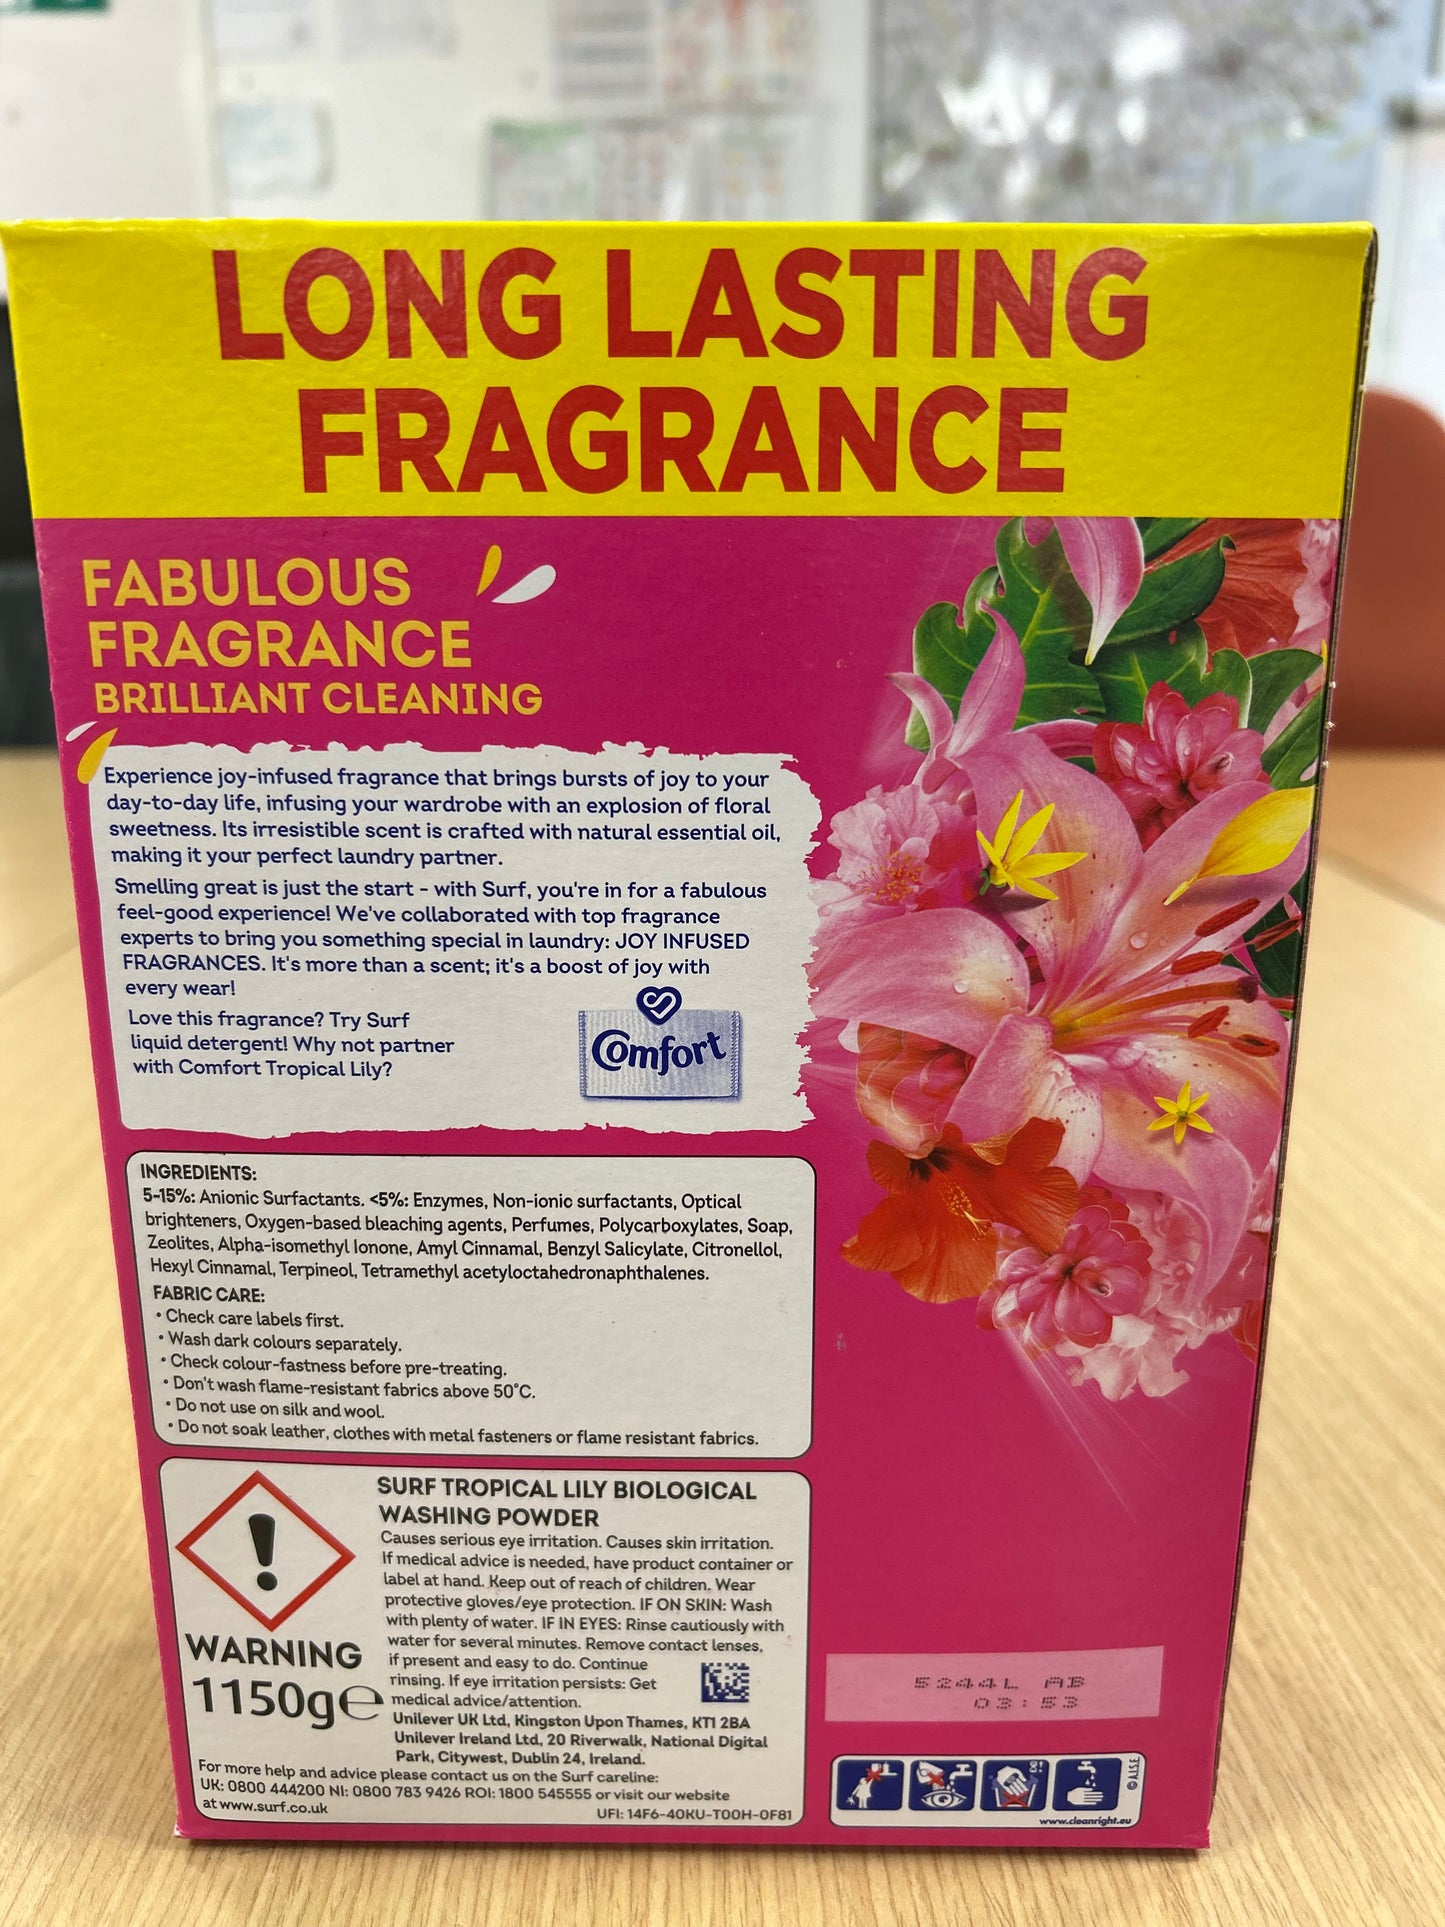 LONG LASTING
FRAGRANCE
FABULOUS
FRAGRANCE
BRILLIANT CLEANING
Experience joy-infused fragrance that brings bursts of joy to your
day-to-day life, infusing your wardrobe with an explosion of floral
sweetness. Its irresistible scent is crafted with natural essential oil,
making it your perfect laundry partner.
Smelling great is just the start - with Surf, you're in for a fabulous
feel-good experience! We've collaborated with top fragrance
experts to bring you something special in laundry: JOY INFUSED
FRAGRANCES. It's more than a scent; it's a boost of joy with
every wear!
Love this fragrance? Try Surf
liquid detergent! Why not partner
with Comfort Tropical Lily?
Comfort
INGREDIENTS:
5-15%: Anionic Surfactants. <5%: Enzymes, Non-ionic surfactants, Optical
brighteners, Oxygen-based bleaching agents, Perfumes, Polycarboxylates, Soap,
Zeolites, Alpha-isomethyl Ionone, Amyl Cinnamal, Benzyl Salicylate, Citronellol,
Hexyl Cinnamal, Terpineol, Tetramethyl acetyloctahedronaphthalenes.
FABRIC CARE:
• Check care labels first.
• Wash dark colours separately.
• Check colour-fastness before pre-treating.
• Don't wash flame-resistant fabrics above 50°C.
• Do not use on silk and wool.
• Do not soak leather, clothes with metal fasteners or flame resistant fabrics.
WARNING
1150g℮
SURF TROPICAL LILY BIOLOGICAL
WASHING POWDER
Causes serious eye irritation. Causes skin irritation.
If medical advice is needed, have product container or
label at hand. Keep out of reach of children. Wear
protective gloves/eye protection. IF ON SKIN: Wash
with plenty of water. IF IN EYES: Rinse cautiously with
water for several minutes. Remove contact lenses,
if present and easy to do. Continue
rinsing. If eye irritation persists: Get
medical advice/attention.
Unilever UK Ltd, Kingston Upon Thames, KT1 2BA
Unilever Ireland Ltd, 20 Riverwalk, National Digital
Park, Citywest, Dublin 24, Ireland.
For more help and advice please contact us on the Surf careline:
UK: 0800 444200 NI: 0800 783 9426 ROI: 1800 545555 or visit our website
at www.surf.co.uk
UFI: 14F6-40KU-T00H-0F81
5244L AB
03:53
© A.I.S.E
www.cleanright.eu